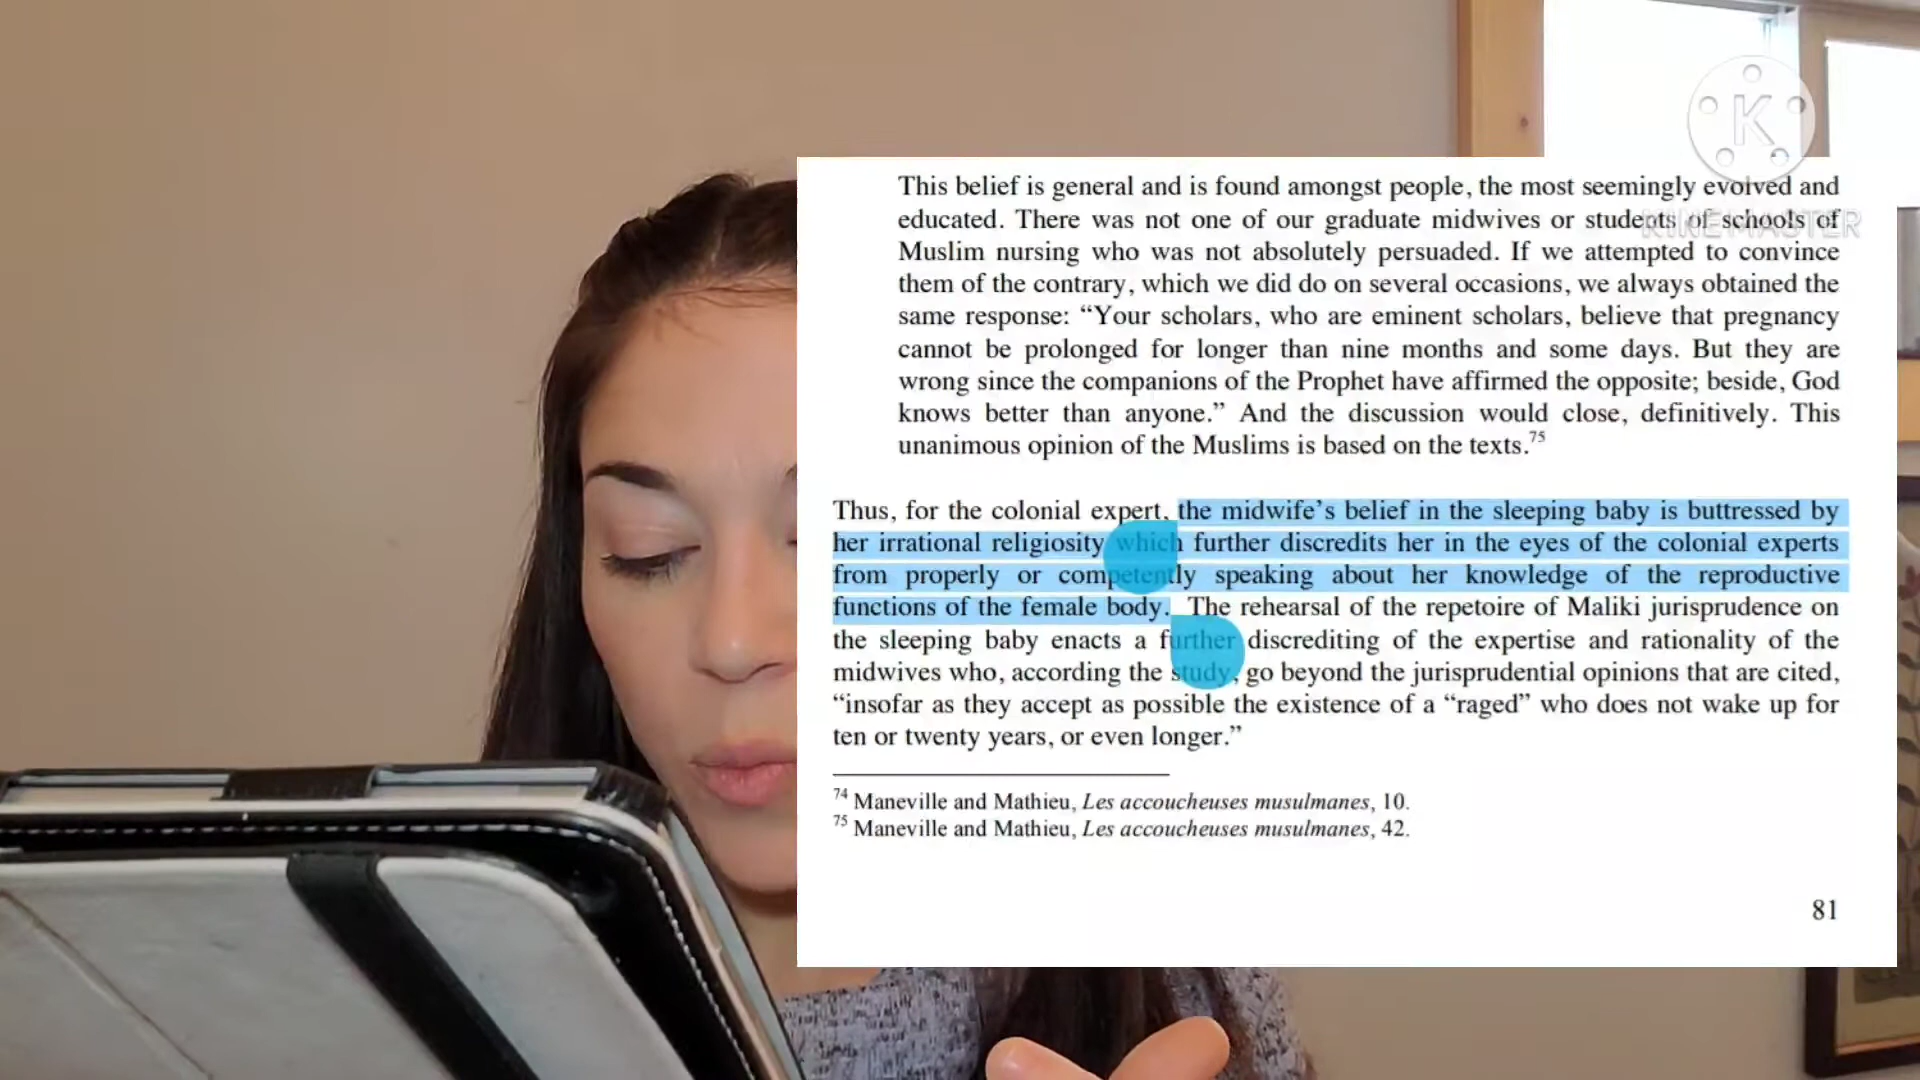 K
KINEMASTER
This belief is general and is found amongst people, the most seemingly evolved and
educated. There was not one of our graduate midwives or students of schools of
Muslim nursing who was not absolutely persuaded. If we attempted to convince
them of the contrary, which we did do on several occasions, we always obtained the
same response: “Your scholars, who are eminent scholars, believe that pregnancy
cannot be prolonged for longer than nine months and some days. But they are
wrong since the companions of the Prophet have affirmed the opposite; beside, God
knows better than anyone.” And the discussion would close, definitively. This
unanimous opinion of the Muslims is based on the texts.75
Thus, for the colonial expert, the midwife’s belief in the sleeping baby is buttressed by
her irrational religiosity which further discredits her in the eyes of the colonial experts
from properly or competently speaking about her knowledge of the reproductive
functions of the female body. The rehearsal of the repetoire of Maliki jurisprudence on
the sleeping baby enacts a further discrediting of the expertise and rationality of the
midwives who, according the study, go beyond the jurisprudential opinions that are cited,
“insofar as they accept as possible the existence of a “raged” who does not wake up for
ten or twenty years, or even longer.”
74 Maneville and Mathieu, Les accoucheuses musulmanes, 10.
75 Maneville and Mathieu, Les accoucheuses musulmanes, 42.
81